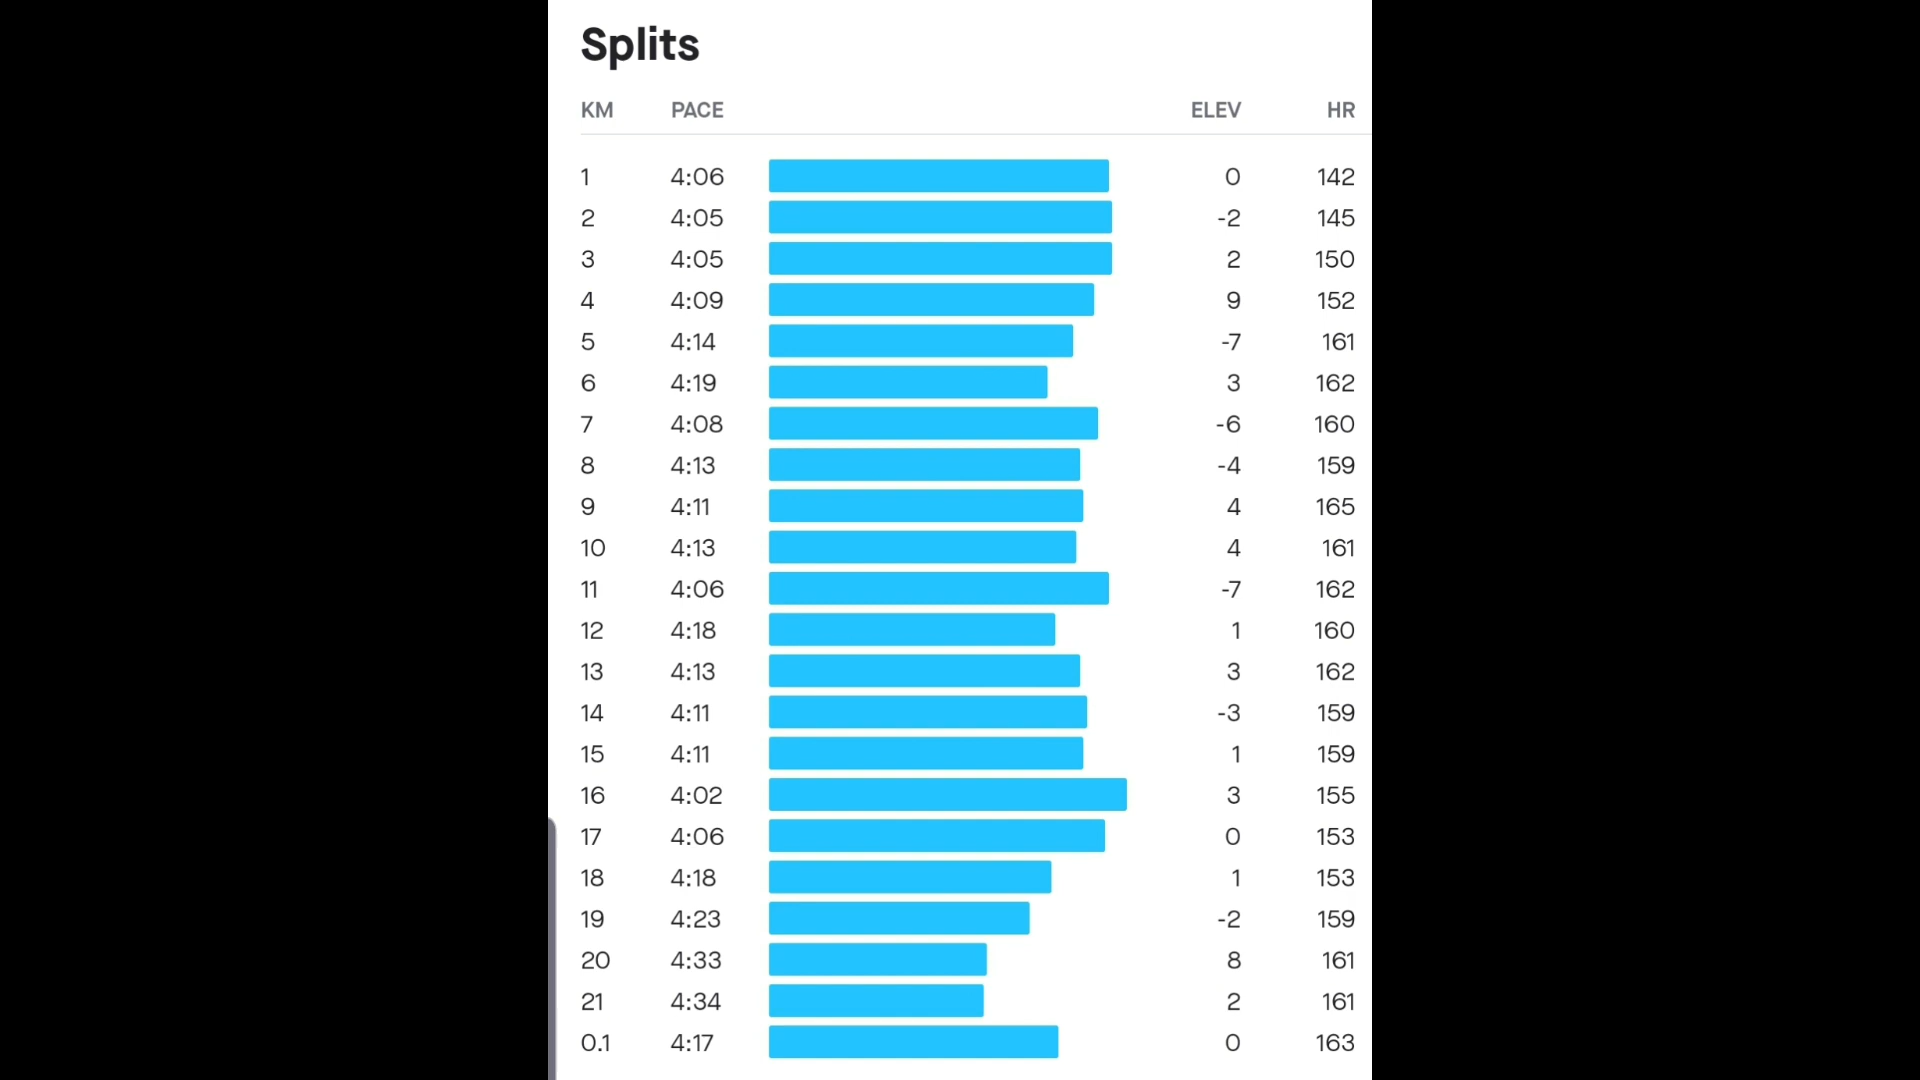 Splits
KM PACE ELEV HR
1 4:06 0 142
2 4:05 -2 145
3 4:05 2 150
4 4:09 9 152
5 4:14 -7 161
6 4:19 3 162
7 4:08 -6 160
8 4:13 -4 159
9 4:11 4 165
10 4:13 4 161
11 4:06 -7 162
12 4:18 1 160
13 4:13 3 162
14 4:11 -3 159
15 4:11 1 159
16 4:02 3 155
17 4:06 0 153
18 4:18 1 153
19 4:23 -2 159
20 4:33 8 161
21 4:34 2 161
0.1 4:17 0 163